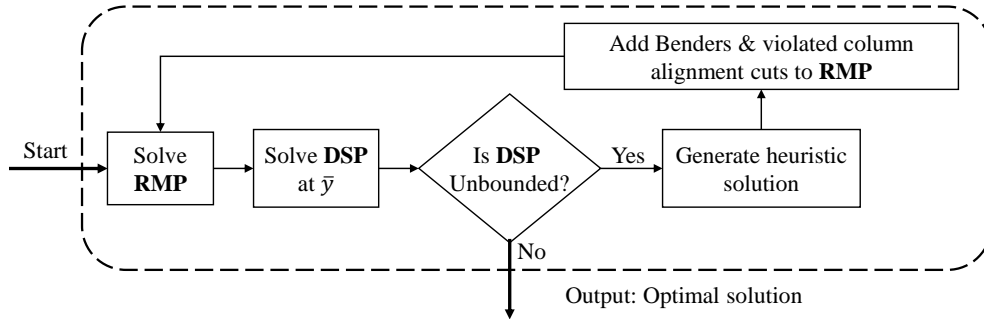 Add Benders & violated column
alignment cuts to RMP
Start
Solve
RMP
Solve DSP
at ȳ
Is DSP
Unbounded?
Yes
Generate heuristic
solution
No
Output: Optimal solution